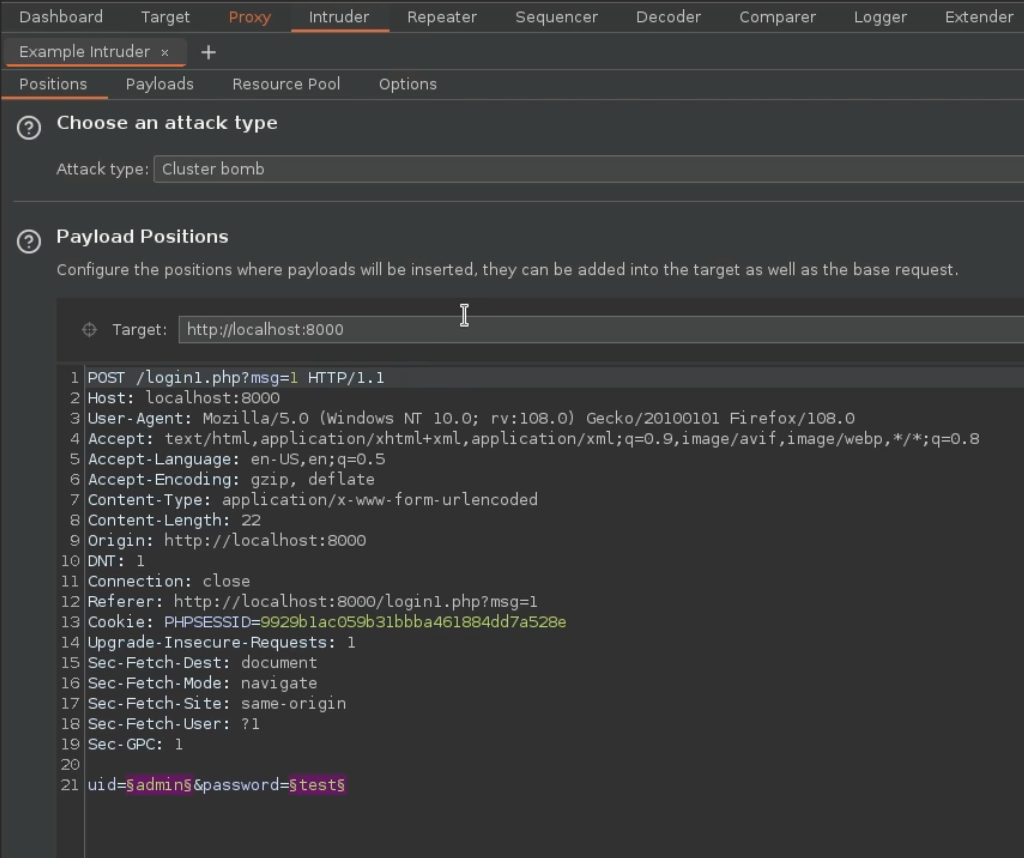 Dashboard Target Proxy Intruder Repeater Sequencer Decoder Comparer Logger Extender
Example Intruder × +
Positions Payloads Resource Pool Options
? Choose an attack type
Attack type: Cluster bomb
? Payload Positions
Configure the positions where payloads will be inserted, they can be added into the target as well as the base request.
Target: http://localhost:8000
1 POST /login1.php?msg=1 HTTP/1.1
2 Host: localhost:8000
3 User-Agent: Mozilla/5.0 (Windows NT 10.0; rv:108.0) Gecko/20100101 Firefox/108.0
4 Accept: text/html,application/xhtml+xml,application/xml;q=0.9,image/avif,image/webp,*/*;q=0.8
5 Accept-Language: en-US,en;q=0.5
6 Accept-Encoding: gzip, deflate
7 Content-Type: application/x-www-form-urlencoded
8 Content-Length: 22
9 Origin: http://localhost:8000
10 DNT: 1
11 Connection: close
12 Referer: http://localhost:8000/login1.php?msg=1
13 Cookie: PHPSESSID=9929b1ac059b31bbba461884dd7a528e
14 Upgrade-Insecure-Requests: 1
15 Sec-Fetch-Dest: document
16 Sec-Fetch-Mode: navigate
17 Sec-Fetch-Site: same-origin
18 Sec-Fetch-User: ?1
19 Sec-GPC: 1
20
21 uid=§admin§&password=§test§